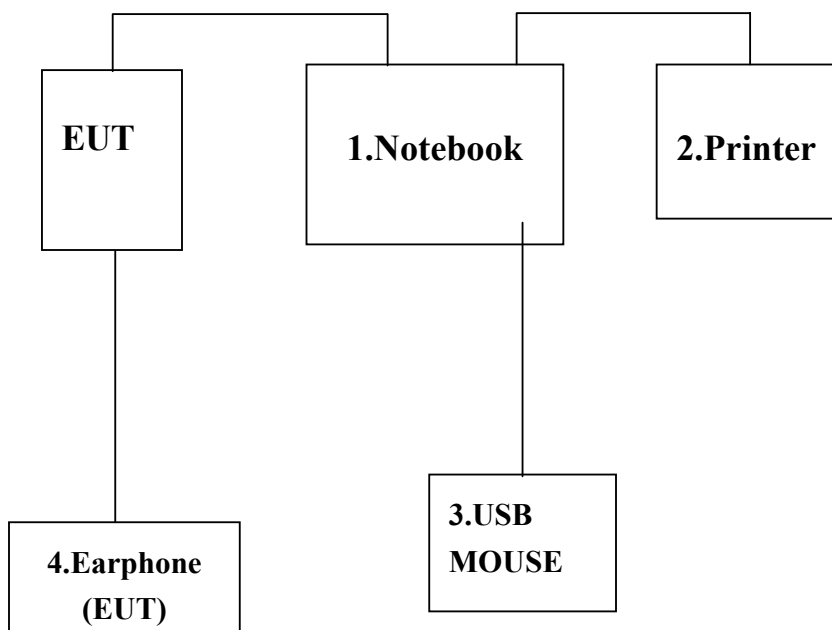 EUT
1.Notebook
2.Printer
3.USB
MOUSE
4.Earphone
(EUT)